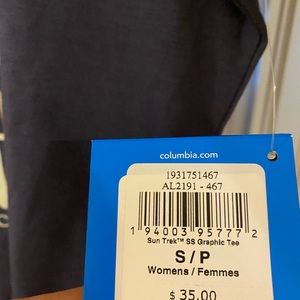 columbia.com
1931751467
AL2191 - 467
1 94003 95777 2
Sun Trek™ SS Graphic Tee
S / P
Womens / Femmes
$ 35.00